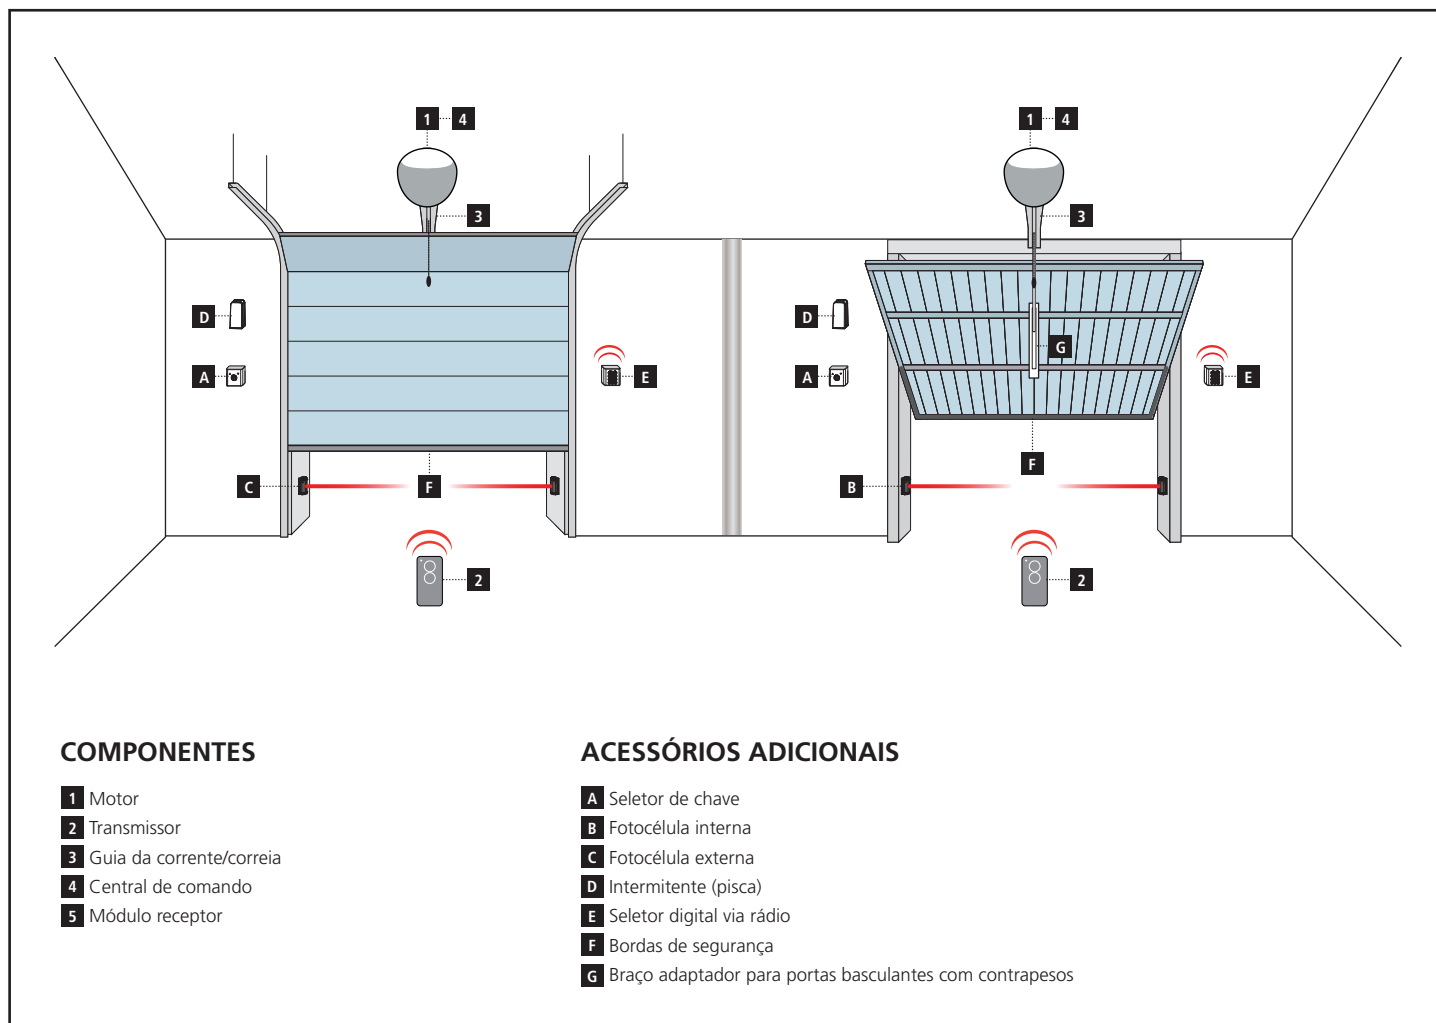 1 4
1 4
3
3
D
D
A
E
A
G
E
C
F
B
F
2
2
COMPONENTES
1 Motor
2 Transmissor
3 Guia da corrente/correia
4 Central de comando
5 Módulo receptor
ACESSÓRIOS ADICIONAIS
A Seletor de chave
B Fotocélula interna
C Fotocélula externa
D Intermitente (pisca)
E Seletor digital via rádio
F Bordas de segurança
G Braço adaptador para portas basculantes com contrapesos